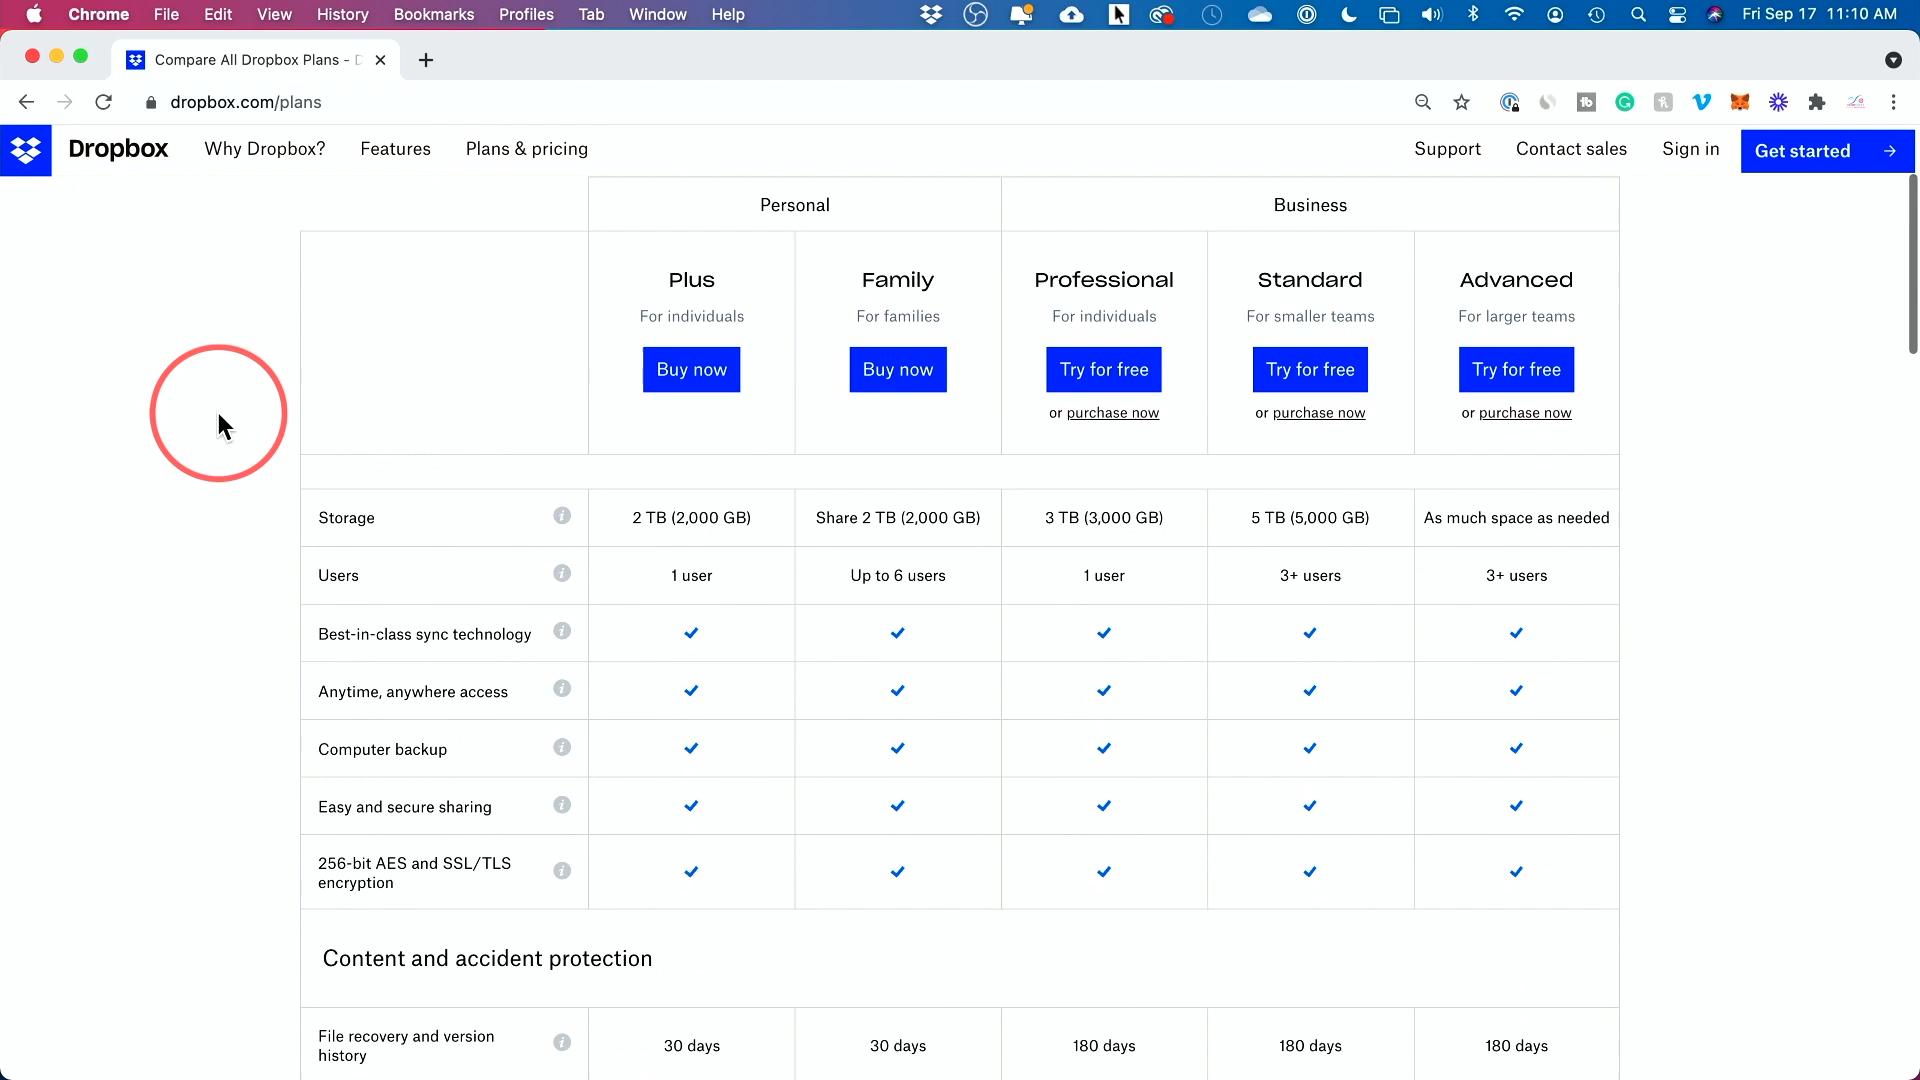 Chrome File Edit View History Bookmarks Profiles Tab Window Help Fri Sep 17 11:10 AM
Compare All Dropbox Plans -
dropbox.com/plans
Dropbox Why Dropbox? Features Plans & pricing Support Contact sales Sign in Get started
Personal Business
Plus Family Professional Standard Advanced
For individuals For families For individuals For smaller teams For larger teams
Buy now Buy now Try for free Try for free Try for free
or purchase now or purchase now or purchase now
Storage 2 TB (2,000 GB) Share 2 TB (2,000 GB) 3 TB (3,000 GB) 5 TB (5,000 GB) As much space as needed
Users 1 user Up to 6 users 1 user 3+ users 3+ users
Best-in-class sync technology
Anytime, anywhere access
Computer backup
Easy and secure sharing
256-bit AES and SSL/TLS
encryption
Content and accident protection
File recovery and version
history 30 days 30 days 180 days 180 days 180 days